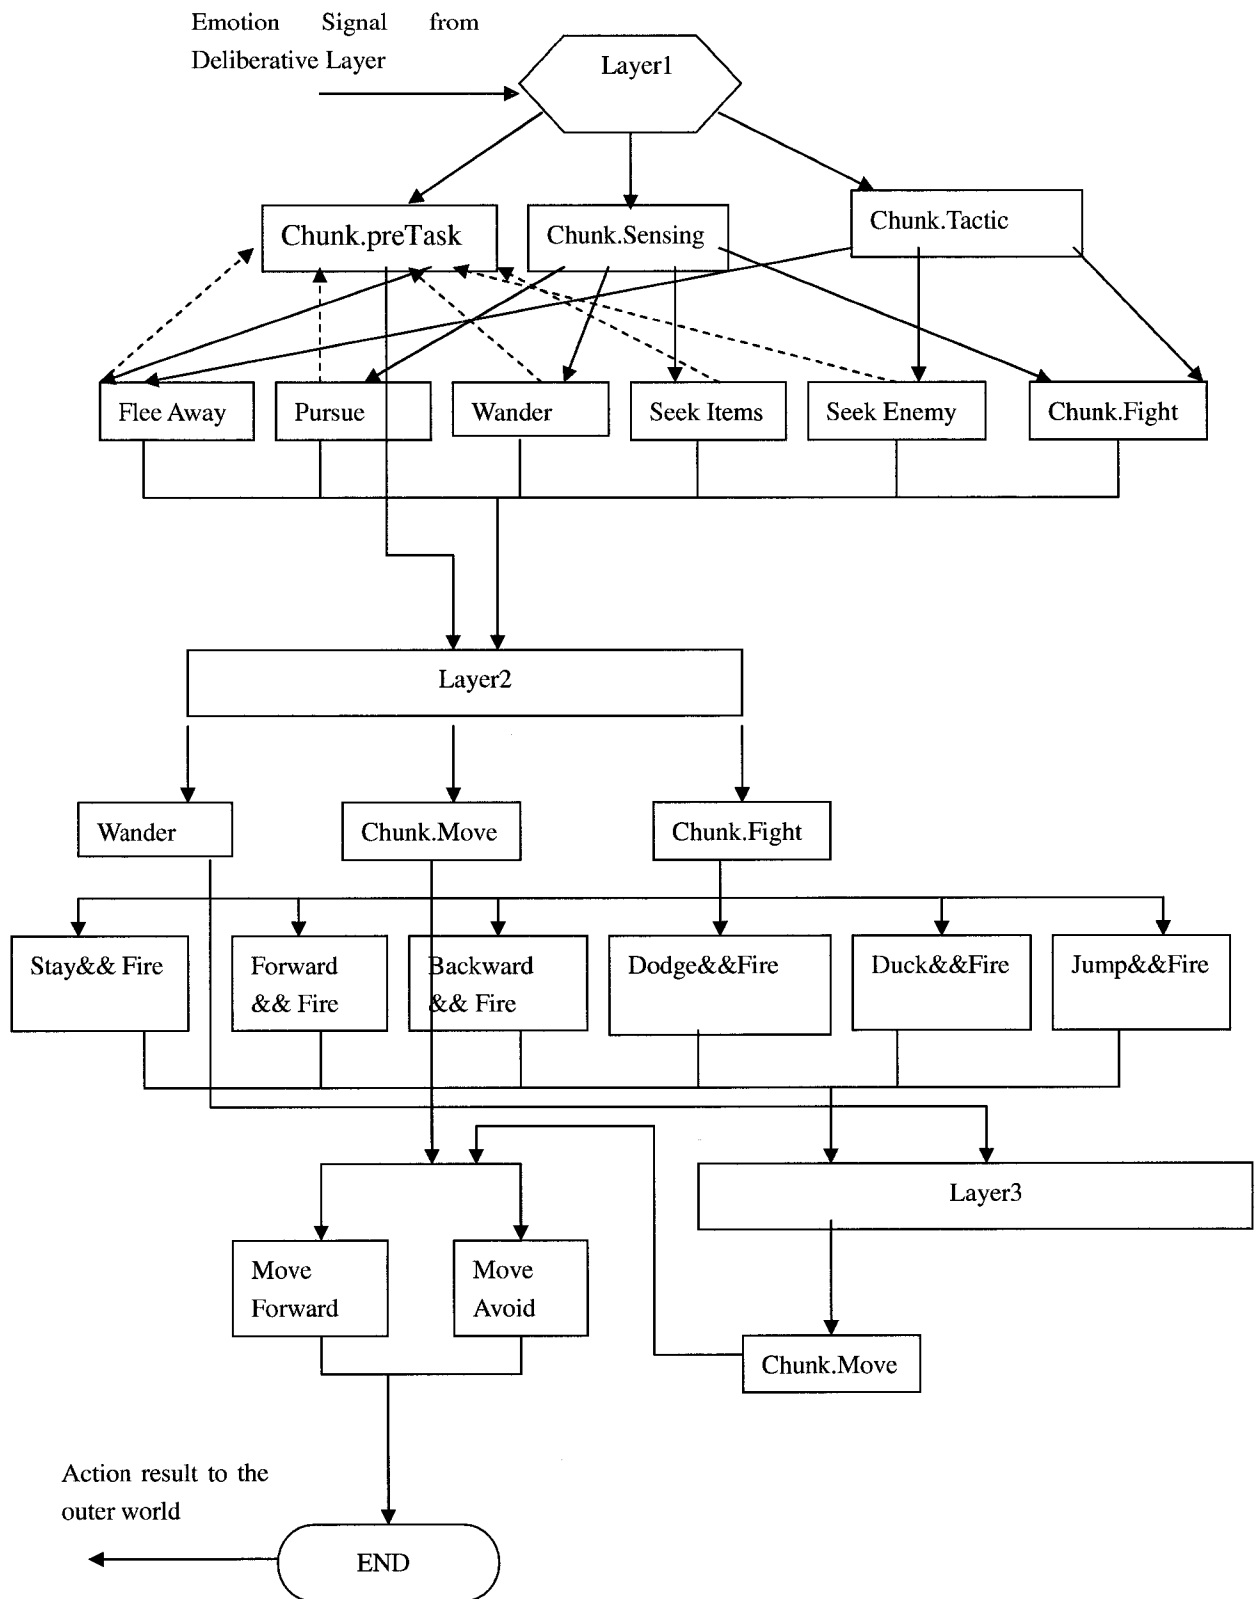 Emotion Signal from
Deliberative Layer
Layer1
Chunk.preTask
Chunk.Sensing
Chunk.Tactic
Flee Away
Pursue
Wander
Seek Items
Seek Enemy
Chunk.Fight
Layer2
Wander
Chunk.Move
Chunk.Fight
Stay&& Fire
Forward
&& Fire
Backward
&& Fire
Dodge&&Fire
Duck&&Fire
Jump&&Fire
Layer3
Move
Forward
Move
Avoid
Chunk.Move
Action result to the
outer world
END